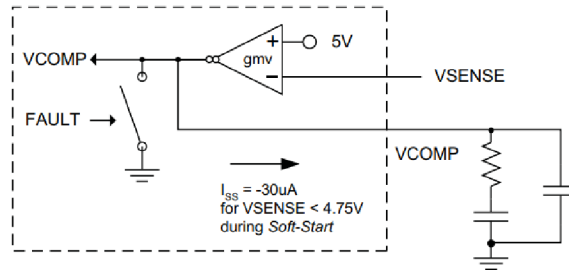 +
5V
gmv
VCOMP
−
VSENSE
FAULT
VCOMP
ISS = -30uA
for VSENSE < 4.75V
during Soft-Start